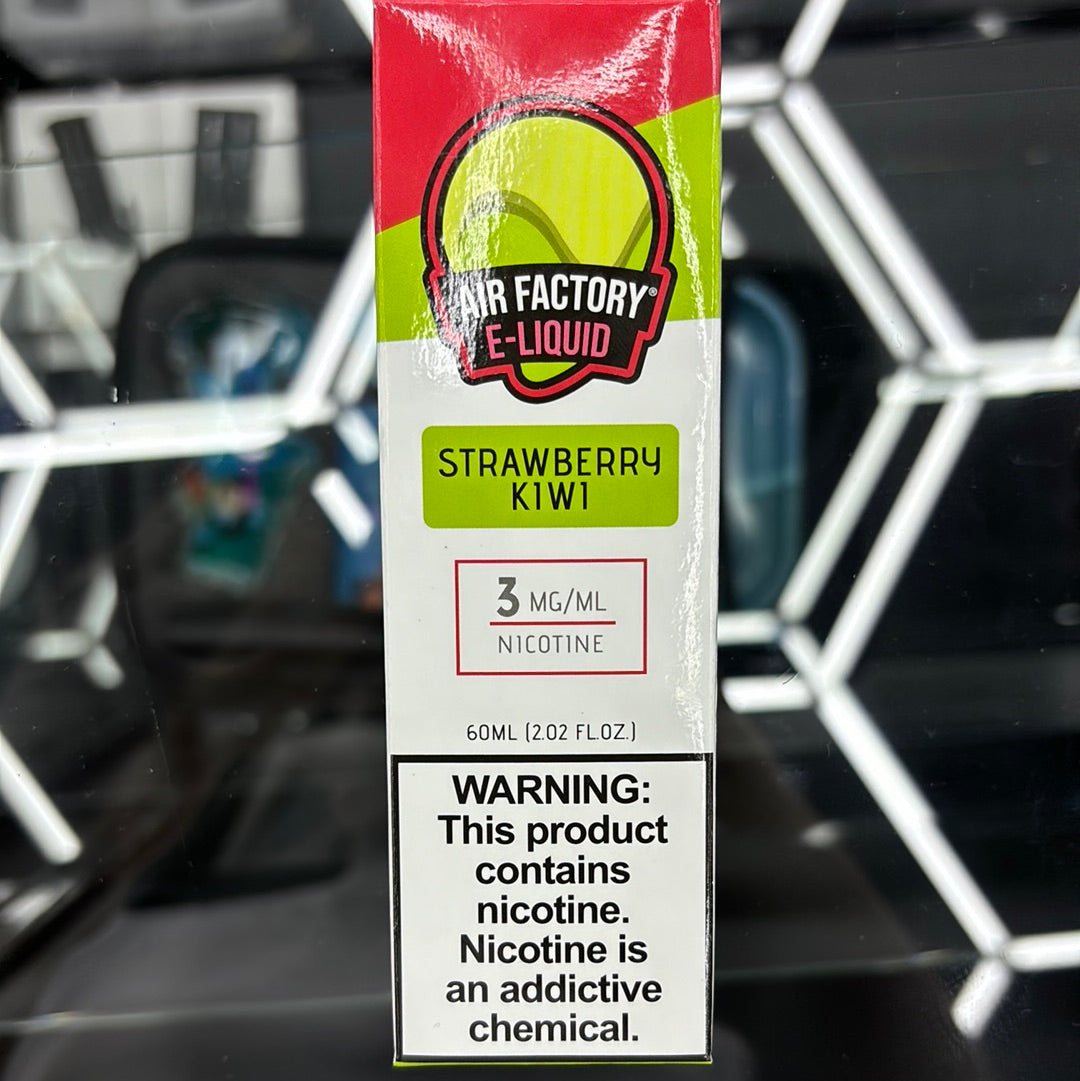 AIR FACTORY®
E-LIQUID
STRAWBERRY
KIWI
3 MG/ML
NICOTINE
60ML (2.02 FL.OZ.)
WARNING:
This product
contains
nicotine.
Nicotine is
an addictive
chemical.